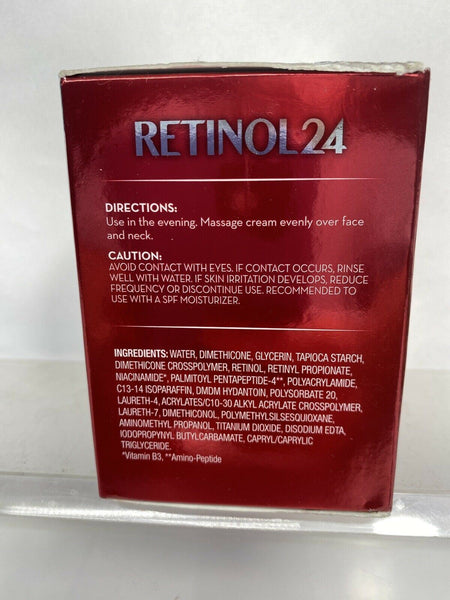 RETINOL24
DIRECTIONS:
Use in the evening. Massage cream evenly over face
and neck.
CAUTION:
AVOID CONTACT WITH EYES. IF CONTACT OCCURS, RINSE
WELL WITH WATER. IF SKIN IRRITATION DEVELOPS, REDUCE
FREQUENCY OR DISCONTINUE USE. RECOMMENDED TO
USE WITH A SPF MOISTURIZER.
INGREDIENTS: WATER, DIMETHICONE, GLYCERIN, TAPIOCA STARCH,
DIMETHICONE CROSSPOLYMER, RETINOL, RETINYL PROPIONATE,
NIACINAMIDE*, PALMITOYL PENTAPEPTIDE-4**, POLYACRYLAMIDE,
C13-14 ISOPARAFFIN, DMDM HYDANTOIN, POLYSORBATE 20,
LAURETH-4, ACRYLATES/C10-30 ALKYL ACRYLATE CROSSPOLYMER,
LAURETH-7, DIMETHICONOL, POLYMETHYLSILSESQUIOXANE,
AMINOMETHYL PROPANOL, TITANIUM DIOXIDE, DISODIUM EDTA,
IODOPROPYNYL BUTYLCARBAMATE, CAPRYL/CAPRYLIC
TRIGLYCERIDE.
*Vitamin B3, **Amino-Peptide